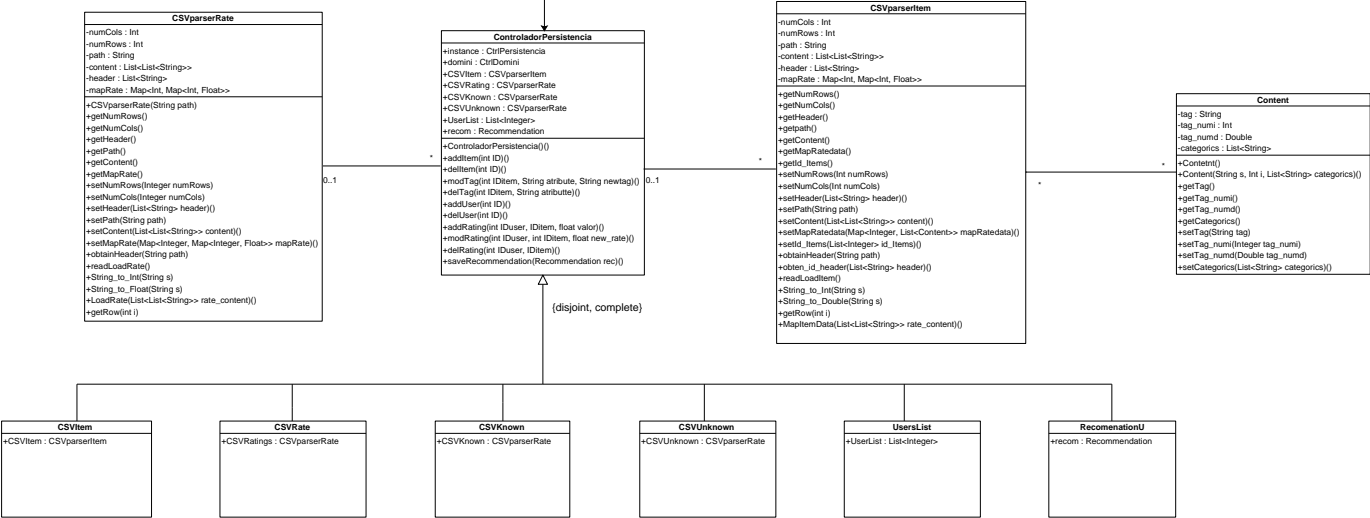 CSVparserRate
-numCols : Int
-numRows : Int
-path : String
-content : List<List<String>>
-header : List<String>
-mapRate : Map<Int, Map<Int, Float>>
+CSVparserRate(String path)
+getNumRows()
+getNumCols()
+getHeader()
+getPath()
+getContent()
+getMapRate()
+setNumRows(Integer numRows)
+setNumCols(Integer numCols)
+setHeader(List<String> header)()
+setPath(String path)
+setContent(List<List<String>> content)()
+setMapRate(Map<Integer, Map<Integer, Float>> mapRate)()
+obtainHeader(String path)
+readLoadRate()
+String_to_Int(String s)
+String_to_Float(String s)
+LoadRate(List<List<String>> rate_content)()
+getRow(int i)
*
0..1
ControladorPersistencia
+instance : CtrlPersistencia
+domini : CtrlDomini
+CSVItem : CSVparserItem
+CSVRating : CSVparserRate
+CSVKnown : CSVparserRate
+CSVUnknown : CSVparserRate
+UserList : List<Integer>
+recom : Recommendation
+ControladorPersistencia()()
+addItem(int ID)()
+delItem(int ID)()
+modTag(int IDitem, String atribute, String newtag)()
+delTag(int IDitem, String atributte)()
+addUser(int ID)()
+delUser(int ID)()
+addRating(int IDuser, IDitem, float valor)()
+modRating(int IDuser, int IDitem, float new_rate)()
+delRating(int IDuser, IDitem)()
+saveRecommendation(Recommendation rec)()
*
0..1
CSVparserItem
-numCols : Int
-numRows : Int
-path : String
-content : List<List<String>>
-header : List<String>
-mapRate : Map<Int, Map<Int, Float>>
+getNumRows()
+getNumCols()
+getHeader()
+getpath()
+getContent()
+getMapRatedata()
+getId_Items()
+setNumRows(Int numRows)
+setNumCols(Int numCols)
+setHeader(List<String> header)()
+setPath(String path)
+setContent(List<List<String>> content)()
+setMapRatedata(Map<Integer, List<Content>> mapRatedata)()
+setId_Items(List<Integer> id_Items)()
+obtainHeader(String path)
+obten_id_header(List<String> header)()
+readLoadItem()
+String_to_Int(String s)
+String_to_Double(String s)
+getRow(int i)
+MapItemData(List<List<String>> rate_content)()
*
*
Content
-tag : String
-tag_numi : Int
-tag_numd : Double
-categorics : List<String>
+Contetnt()
+Content(String s, Int i, List<String> categorics)()
+getTag()
+getTag_numi()
+getTag_numd()
+getCategorics()
+setTag(String tag)
+setTag_numi(Integer tag_numi)
+setTag_numd(Double tag_numd)
+setCategorics(List<String> categorics)()
{disjoint, complete}
CSVItem
+CSVItem : CSVparserItem
CSVRate
+CSVRatings : CSVparserRate
CSVKnown
+CSVKnown : CSVparserRate
CSVUnknown
+CSVUnknown : CSVparserRate
UsersList
+UserList : List<Integer>
RecomenationU
+recom : Recommendation